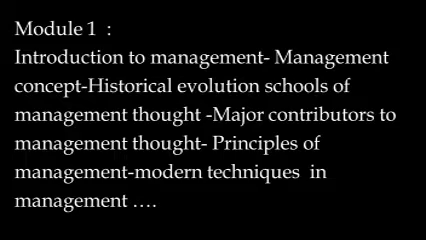 Module 1  :
Introduction to management- Management
concept-Historical evolution schools of
management thought -Major contributors to
management thought- Principles of
management-modern techniques  in
management ….